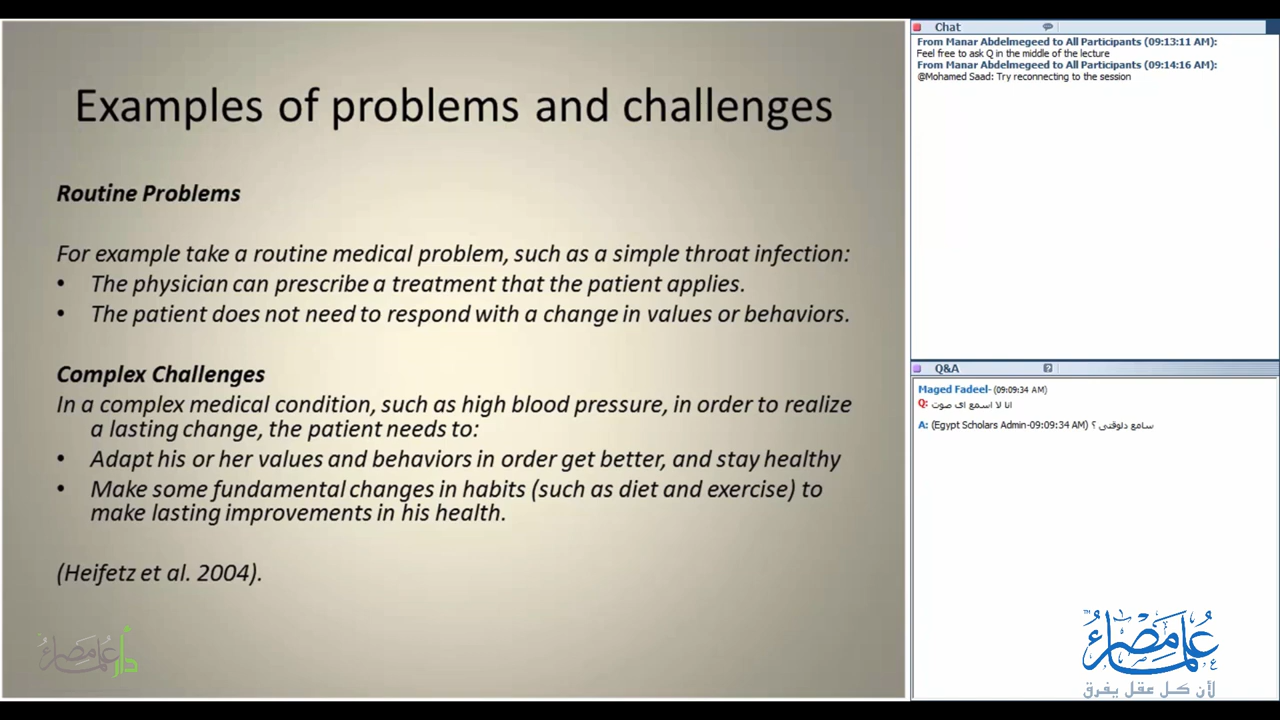 Examples of problems and challenges
Routine Problems
For example take a routine medical problem, such as a simple throat infection:
• The physician can prescribe a treatment that the patient applies.
• The patient does not need to respond with a change in values or behaviors.
Complex Challenges
In a complex medical condition, such as high blood pressure, in order to realize
a lasting change, the patient needs to:
• Adapt his or her values and behaviors in order get better, and stay healthy
• Make some fundamental changes in habits (such as diet and exercise) to
make lasting improvements in his health.
(Heifetz et al. 2004).
دار علماء مصر
Chat
From Manar Abdelmegeed to All Participants (09:13:11 AM):
Feel free to ask Q in the middle of the lecture
From Manar Abdelmegeed to All Participants (09:14:16 AM):
@Mohamed Saad: Try reconnecting to the session
Q&A
Maged Fadeel- (09:09:34 AM)
Q: انا لا اسمع اى صوت
A: (Egypt Scholars Admin-09:09:34 AM) سامع دلوقتى ؟
علماء مصر
لأن كل عقل يفرق